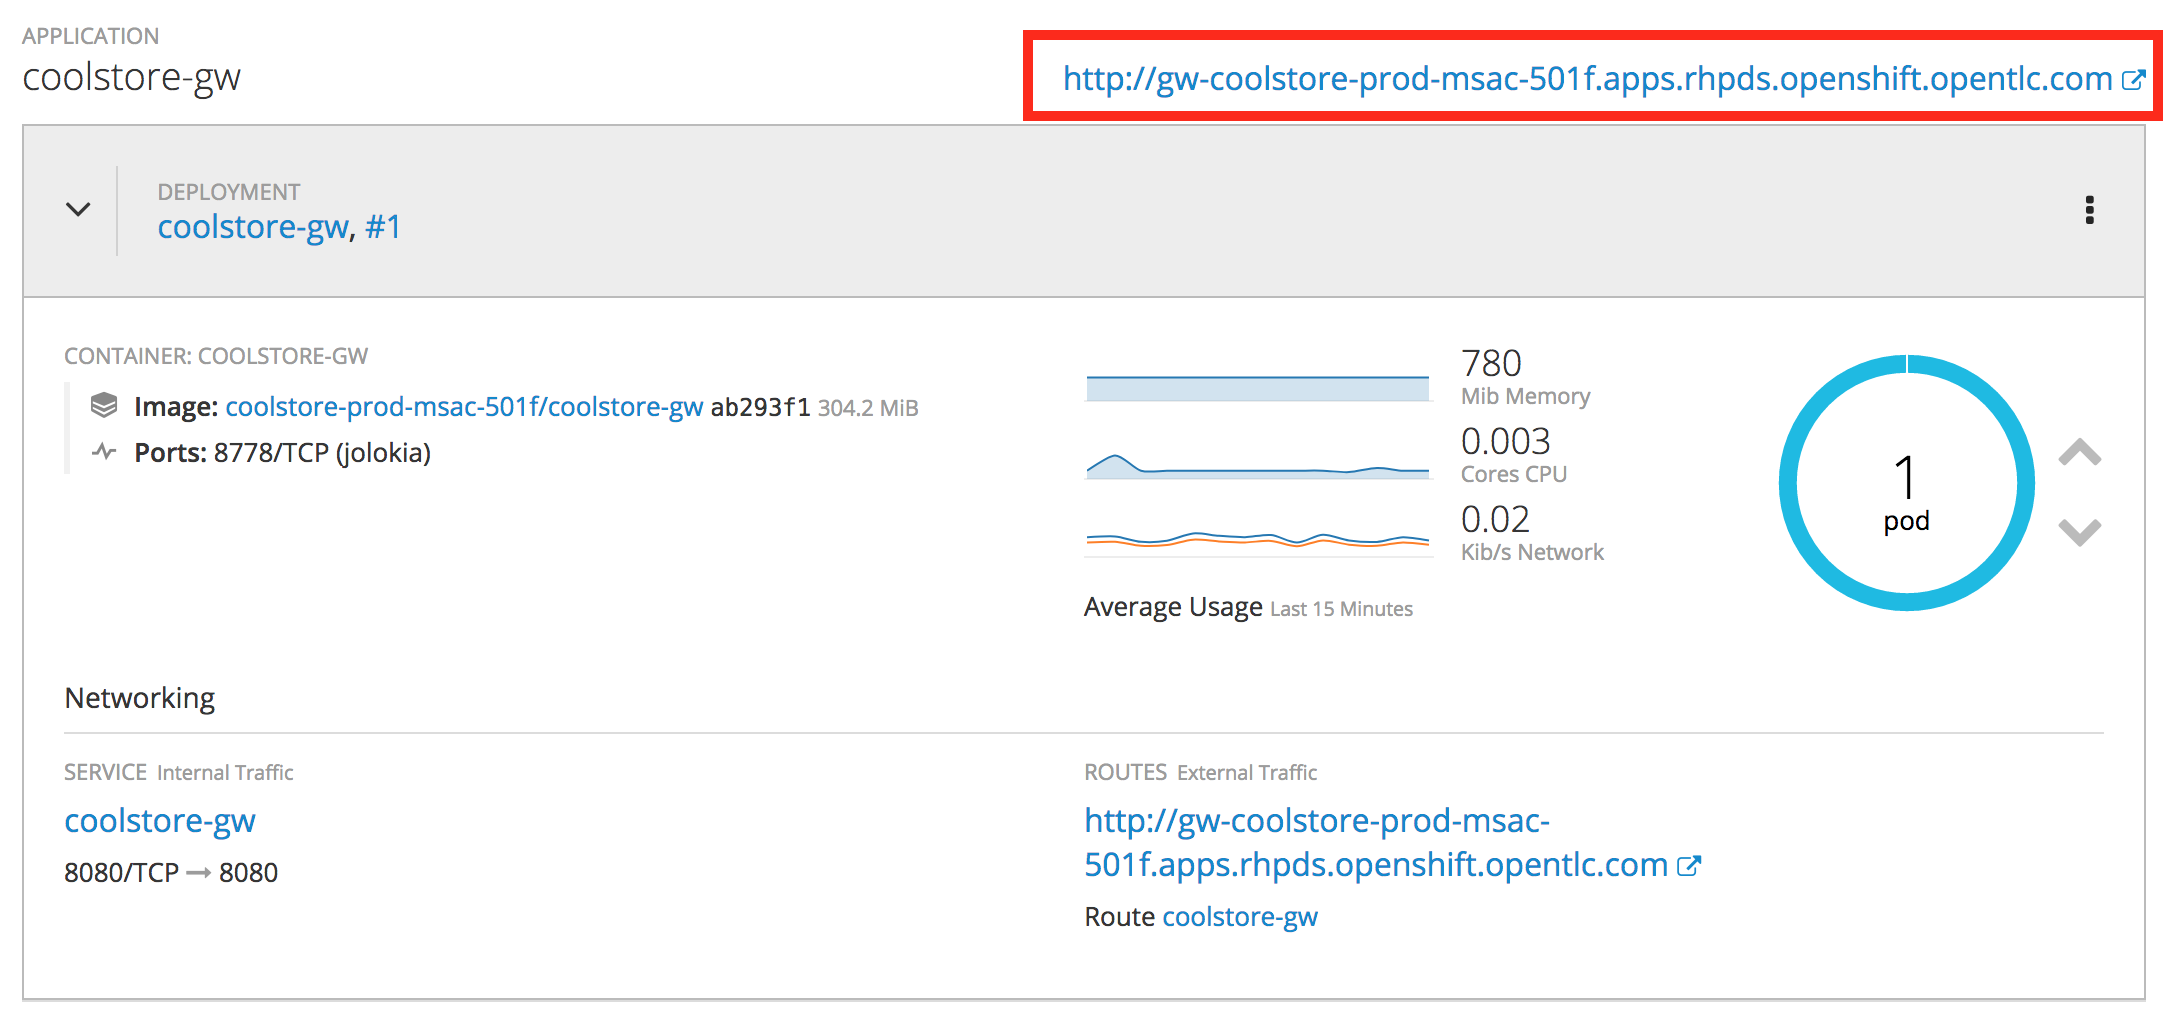 APPLICATION
coolstore-gw
http://gw-coolstore-prod-msac-501f.apps.rhpds.openshift.opentlc.com
DEPLOYMENT
coolstore-gw, #1
CONTAINER: COOLSTORE-GW
Image: coolstore-prod-msac-501f/coolstore-gw ab293f1 304.2 MiB
Ports: 8778/TCP (jolokia)
780
Mib Memory
0.003
Cores CPU
0.02
Kib/s Network
Average Usage Last 15 Minutes
1
pod
Networking
SERVICE Internal Traffic
coolstore-gw
8080/TCP → 8080
ROUTES External Traffic
http://gw-coolstore-prod-msac-
501f.apps.rhpds.openshift.opentlc.com
Route coolstore-gw